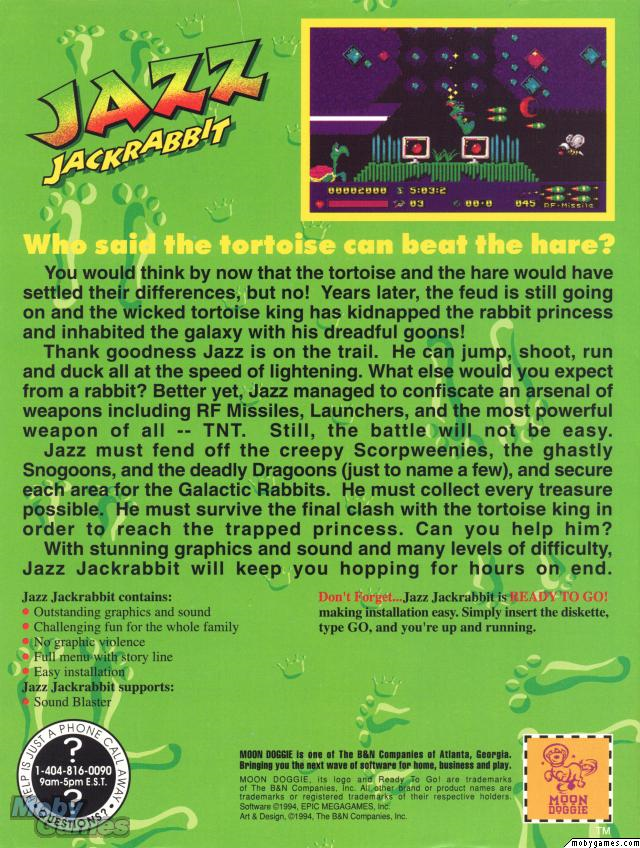 JAZZ
JACKRABBIT
00002000 5:03:2
03 00-0 045 RF-Missile
Who said the tortoise can beat the hare?
You would think by now that the tortoise and the hare would have
settled their differences, but no! Years later, the feud is still going
on and the wicked tortoise king has kidnapped the rabbit princess
and inhabited the galaxy with his dreadful goons!
Thank goodness Jazz is on the trail. He can jump, shoot, run
and duck all at the speed of lightening. What else would you expect
from a rabbit? Better yet, Jazz managed to confiscate an arsenal of
weapons including RF Missiles, Launchers, and the most powerful
weapon of all -- TNT. Still, the battle will not be easy.
Jazz must fend off the creepy Scorpweenies, the ghastly
Snogoons, and the deadly Dragoons (just to name a few), and secure
each area for the Galactic Rabbits. He must collect every treasure
possible. He must survive the final clash with the tortoise king in
order to reach the trapped princess. Can you help him?
With stunning graphics and sound and many levels of difficulty,
Jazz Jackrabbit will keep you hopping for hours on end.
Jazz Jackrabbit contains:
• Outstanding graphics and sound
• Challenging fun for the whole family
• No graphic violence
• Full menu with story line
• Easy installation
Jazz Jackrabbit supports:
• Sound Blaster
Don't Forget...Jazz Jackrabbit is READY TO GO!
making installation easy. Simply insert the diskette,
type GO, and you're up and running.
HELP IS JUST A PHONE CALL AWAY
?
1-404-816-0090
9am-5pm E.S.T.
?
QUESTIONS?
Moby
Games
MOON DOGGIE is one of The B&N Companies of Atlanta, Georgia.
Bringing you the next wave of software for home, business and play.
MOON DOGGIE, its logo and Ready To Go! are trademarks
of The B&N Companies, Inc. All other brand or product names are
trademarks or registered trademarks of their respective holders.
Software ©1994, EPIC MEGAGAMES, Inc.
Art & Design, ©1994, The B&N Companies, Inc.
MOON
DOGGIE
TM
mobygames.com